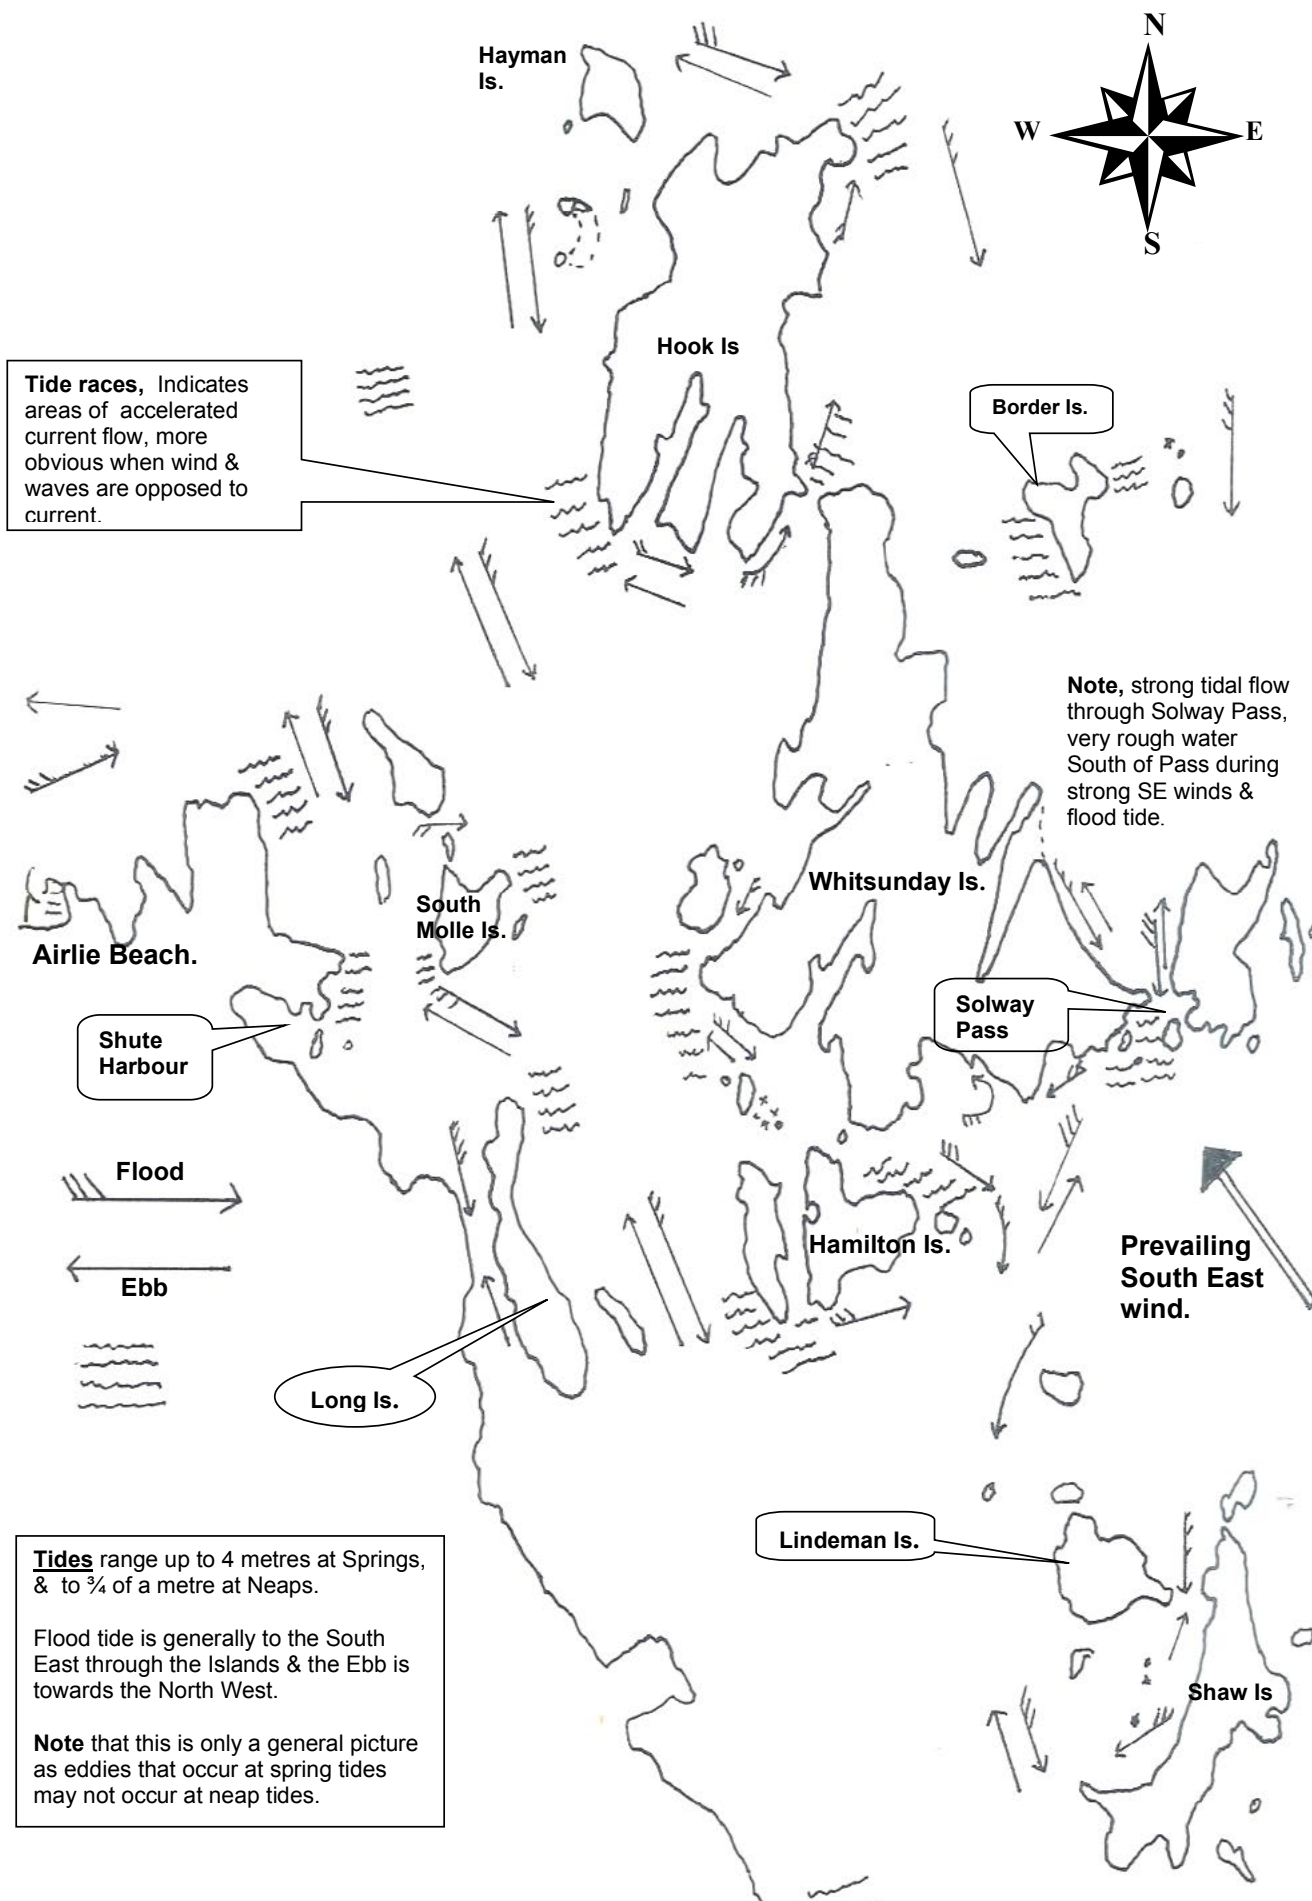 N
Hayman
Is.
W
E
S
Hook Is
Tide races, Indicates
areas of accelerated
current flow, more
obvious when wind &
waves are opposed to
current.
Border Is.
Note, strong tidal flow
through Solway Pass,
very rough water
South of Pass during
strong SE winds &
flood tide.
Whitsunday Is.
South
Molle Is.
Airlie Beach.
Solway
Pass
Shute
Harbour
Flood
Ebb
Hamilton Is.
Prevailing
South East
wind.
Long Is.
Lindeman Is.
Tides range up to 4 metres at Springs,
& to ¾ of a metre at Neaps.
Flood tide is generally to the South
East through the Islands & the Ebb is
towards the North West.
Note that this is only a general picture
as eddies that occur at spring tides
may not occur at neap tides.
Shaw Is